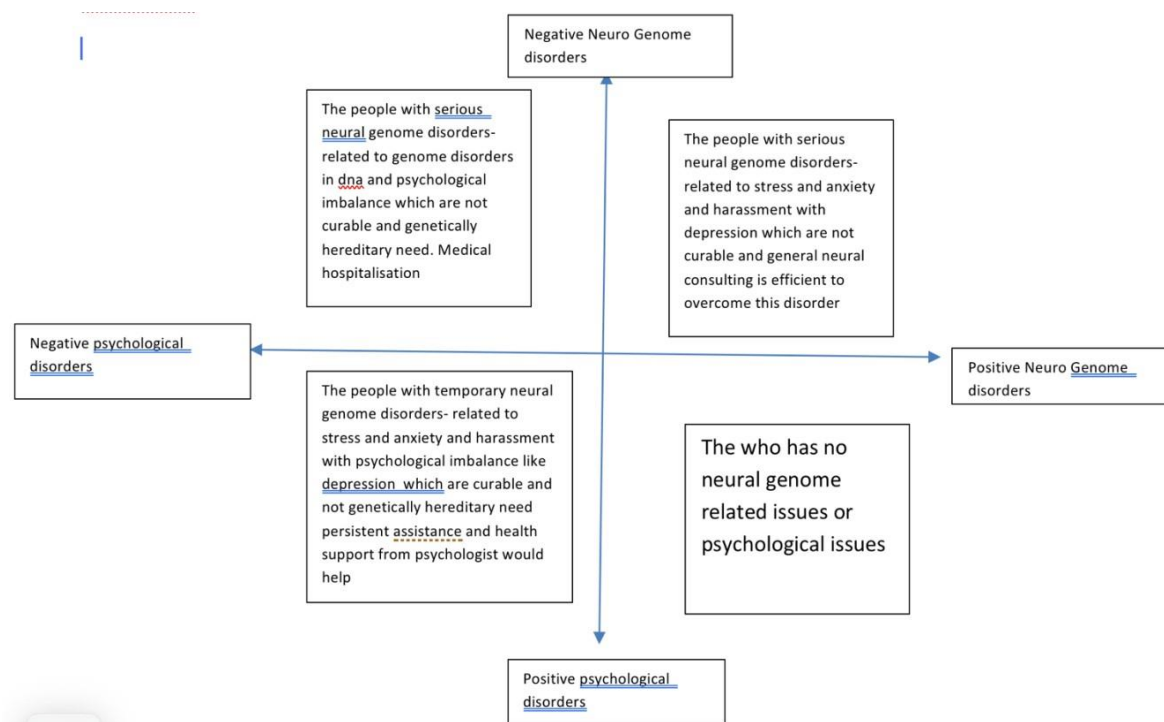 Negative Neuro Genome
disorders
The people with serious
neural genome disorders-
related to genome disorders
in dna and psychological
imbalance which are not
curable and genetically
hereditary need. Medical
hospitalisation
The people with serious
neural genome disorders-
related to stress and anxiety
and harassment with
depression which are not
curable and general neural
consulting is efficient to
overcome this disorder
Negative psychological
disorders
Positive Neuro Genome
disorders
The people with temporary neural
genome disorders- related to
stress and anxiety and harassment
with psychological imbalance like
depression which are curable and
not genetically hereditary need
persistent assistance and health
support from psychologist would
help
The who has no
neural genome
related issues or
psychological issues
Positive psychological
disorders